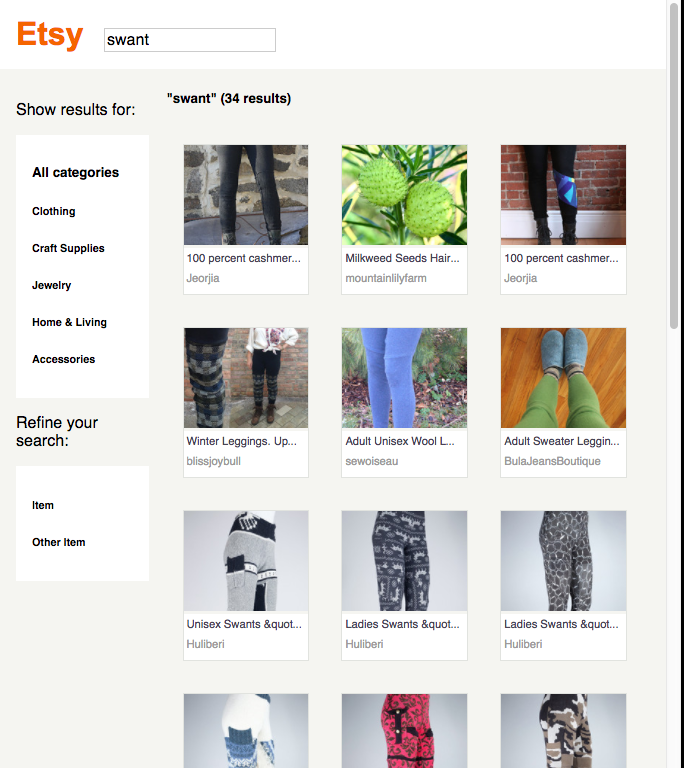 Etsy
swant
Show results for:
All categories
Clothing
Craft Supplies
Jewelry
Home & Living
Accessories
Refine your
search:
Item
Other Item
"swant" (34 results)
100 percent cashmer...
Jeorjia
Milkweed Seeds Hair...
mountainlilyfarm
100 percent cashmer...
Jeorjia
Winter Leggings. Up...
blissjoybull
Adult Unisex Wool L...
sewoiseau
Adult Sweater Leggin...
BulaJeansBoutique
Unisex Swants &quot...
Huliberi
Ladies Swants &quot...
Huliberi
Ladies Swants &quot...
Huliberi